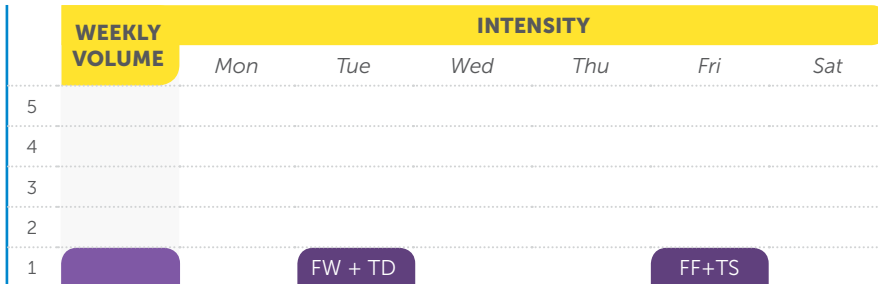 WEEKLY VOLUME
INTENSITY
Mon Tue Wed Thu Fri Sat
5
4
3
2
1 FW + TD FF+TS